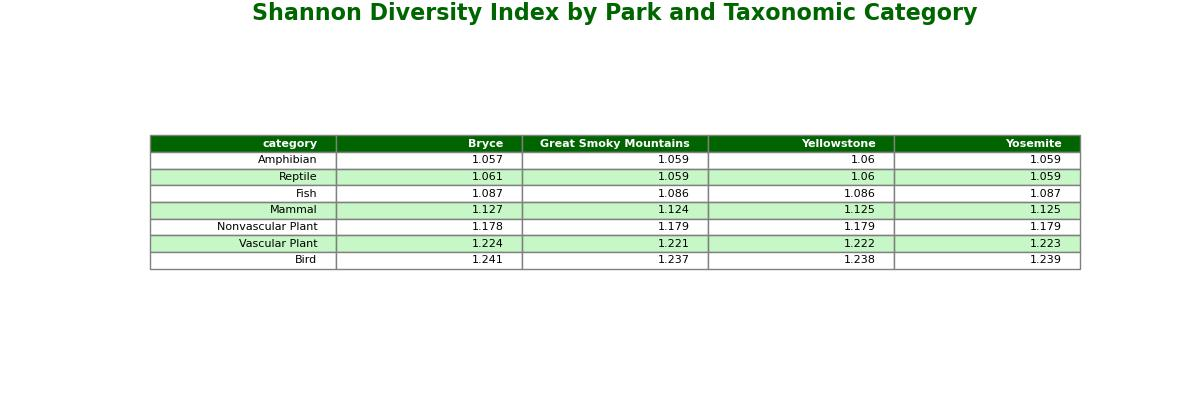 Shannon Diversity Index by Park and Taxonomic Category
category Bryce Great Smoky Mountains Yellowstone Yosemite
Amphibian 1.057 1.059 1.06 1.059
Reptile 1.061 1.059 1.06 1.059
Fish 1.087 1.086 1.086 1.087
Mammal 1.127 1.124 1.125 1.125
Nonvascular Plant 1.178 1.179 1.179 1.179
Vascular Plant 1.224 1.221 1.222 1.223
Bird 1.241 1.237 1.238 1.239